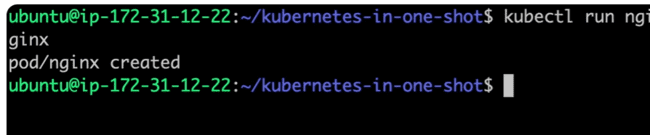 ubuntu@ip-172-31-12-22:~/kubernetes-in-one-shot$ kubectl run ngi
ginx
pod/nginx created
ubuntu@ip-172-31-12-22:~/kubernetes-in-one-shot$